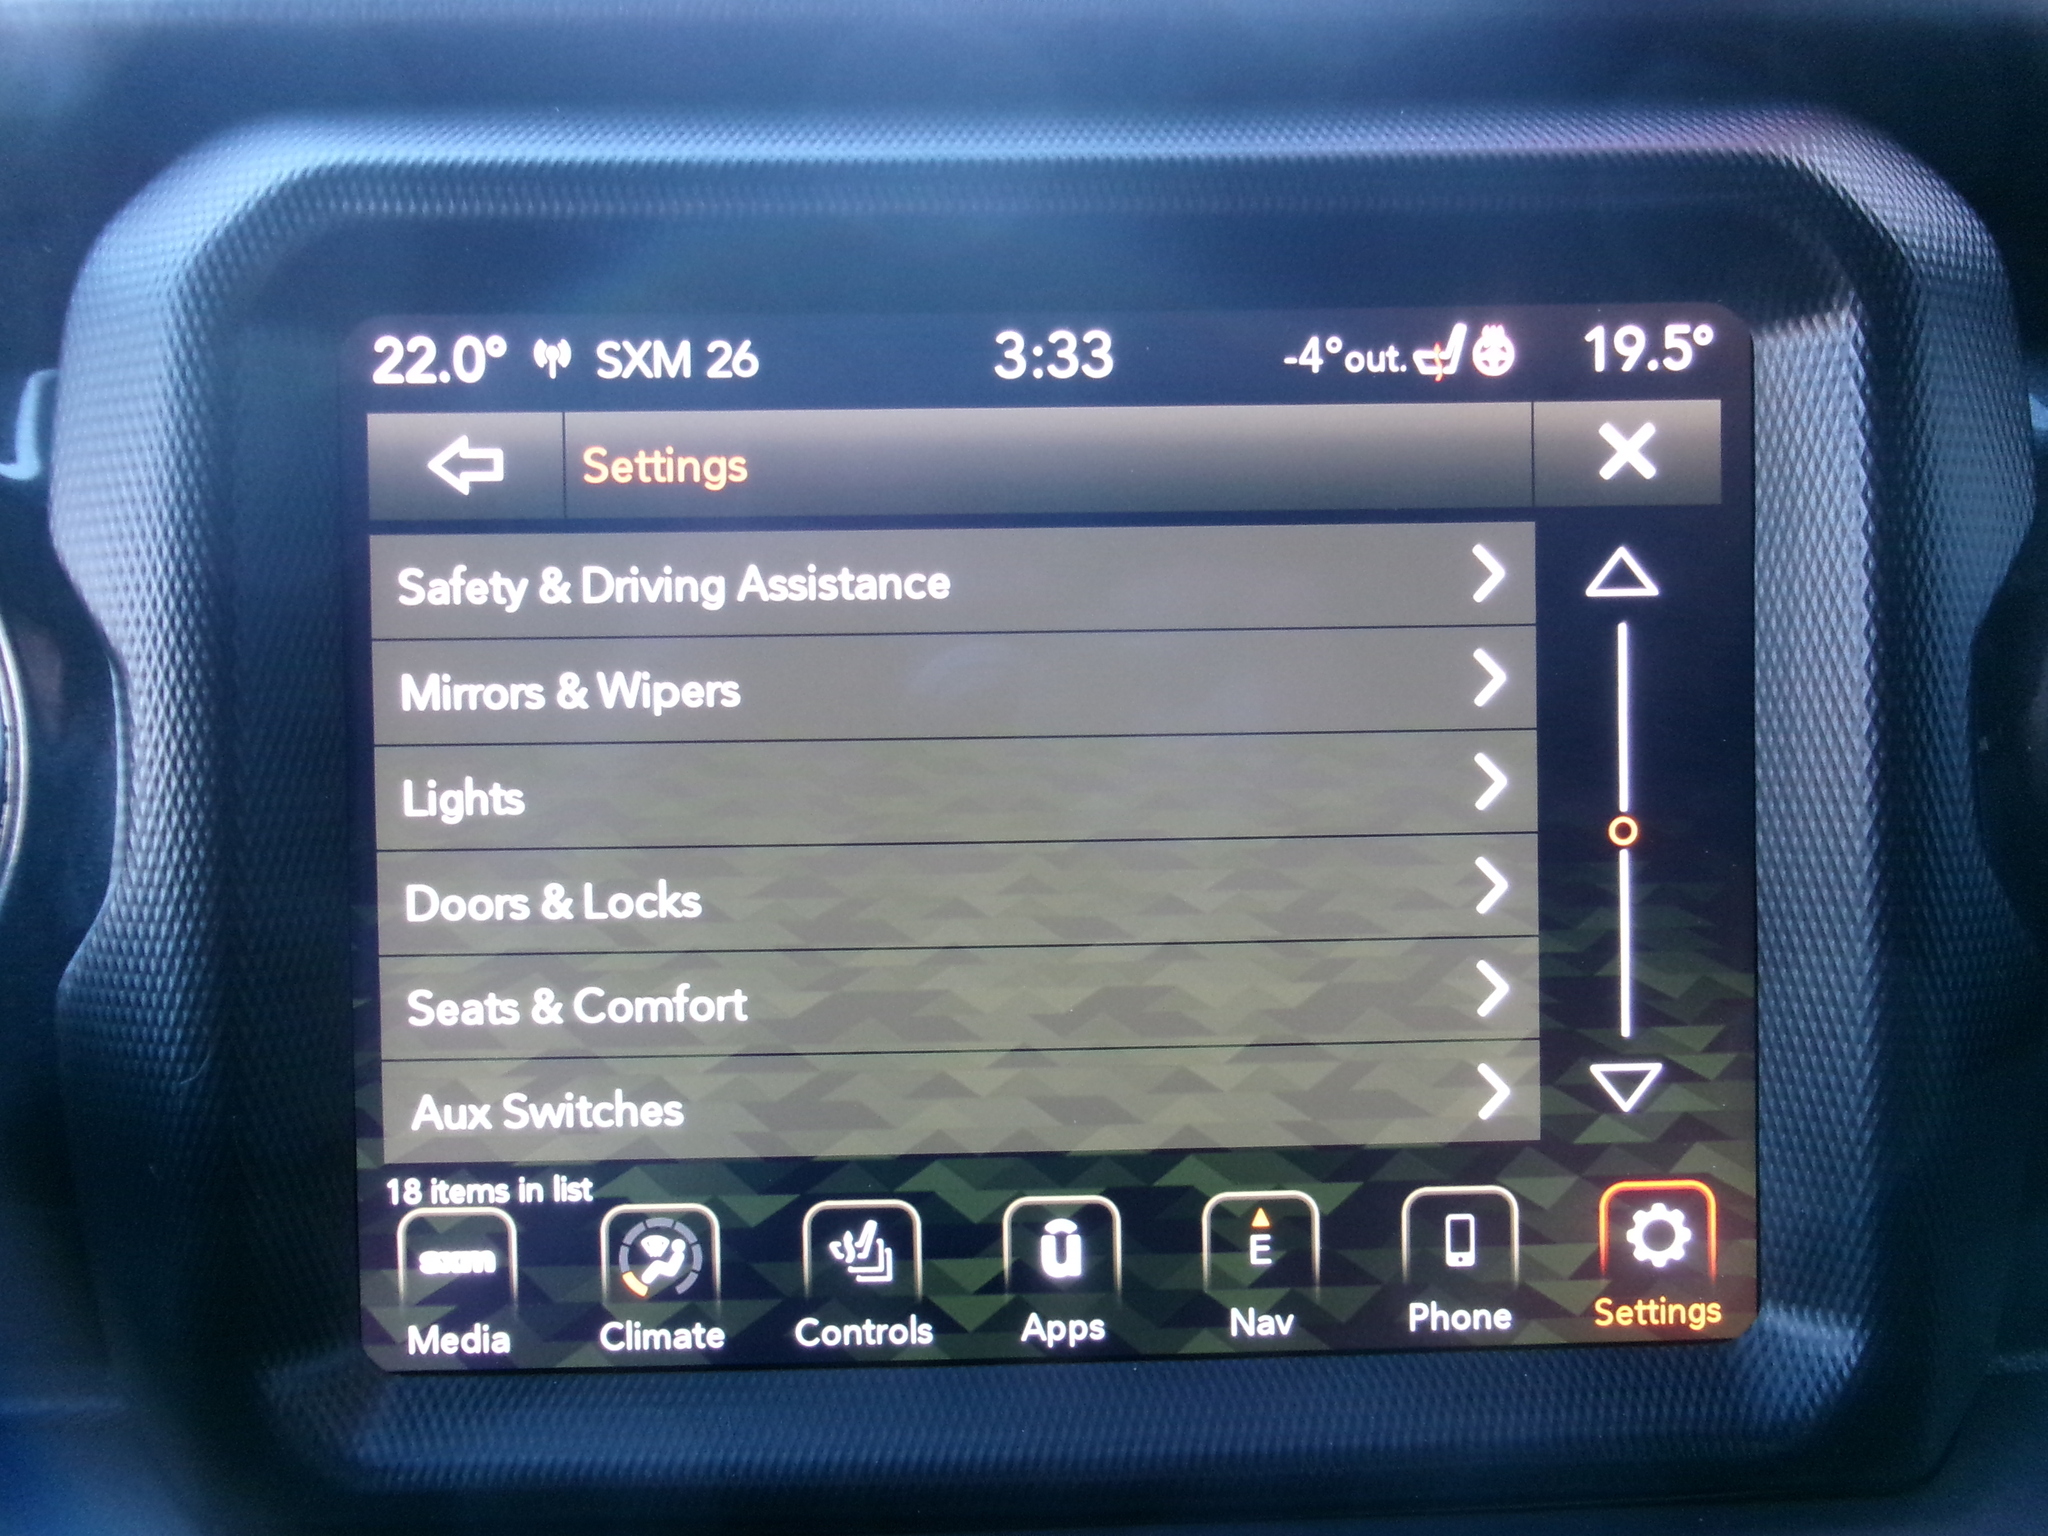 22.0° SXM 26 3:33 -4°out. 19.5°
Settings
Safety & Driving Assistance
Mirrors & Wipers
Lights
Doors & Locks
Seats & Comfort
Aux Switches
18 items in list
sxm u E
Media Climate Controls Apps Nav Phone Settings